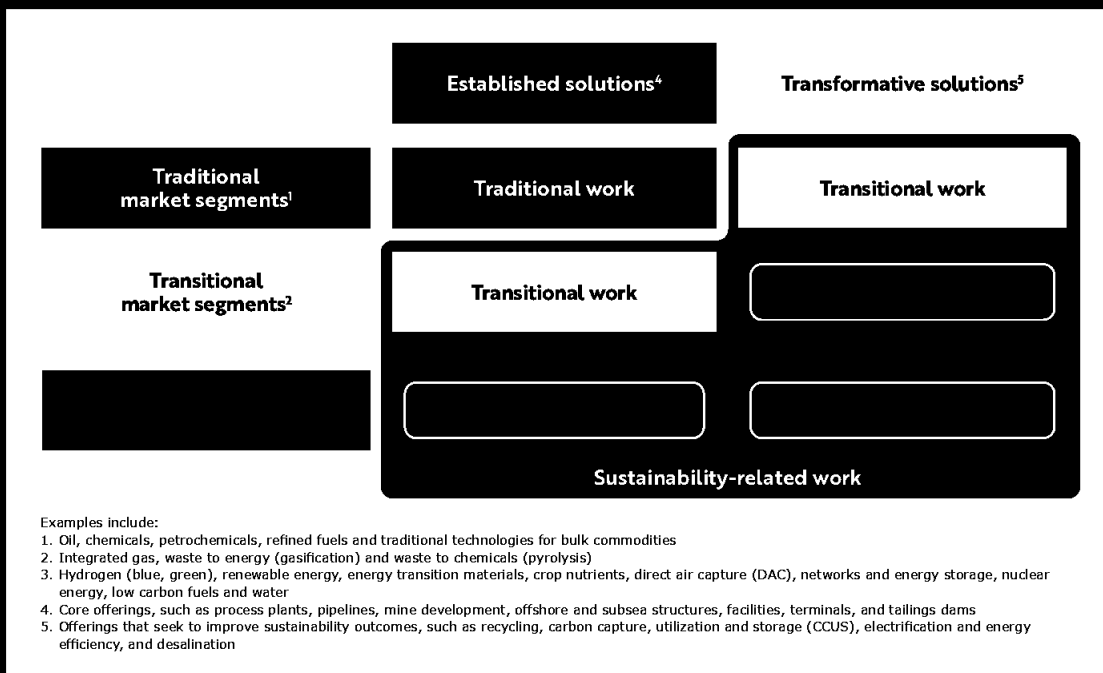 Established solutions⁴
Transformative solutions⁵
Traditional
market segments¹
Traditional work
Transitional work
Transitional
market segments²
Transitional work
Sustainability-related work
Examples include:
1. Oil, chemicals, petrochemicals, refined fuels and traditional technologies for bulk commodities
2. Integrated gas, waste to energy (gasification) and waste to chemicals (pyrolysis)
3. Hydrogen (blue, green), renewable energy, energy transition materials, crop nutrients, direct air capture (DAC), networks and energy storage, nuclear
energy, low carbon fuels and water
4. Core offerings, such as process plants, pipelines, mine development, offshore and subsea structures, facilities, terminals, and tailings dams
5. Offerings that seek to improve sustainability outcomes, such as recycling, carbon capture, utilization and storage (CCUS), electrification and energy
efficiency, and desalination